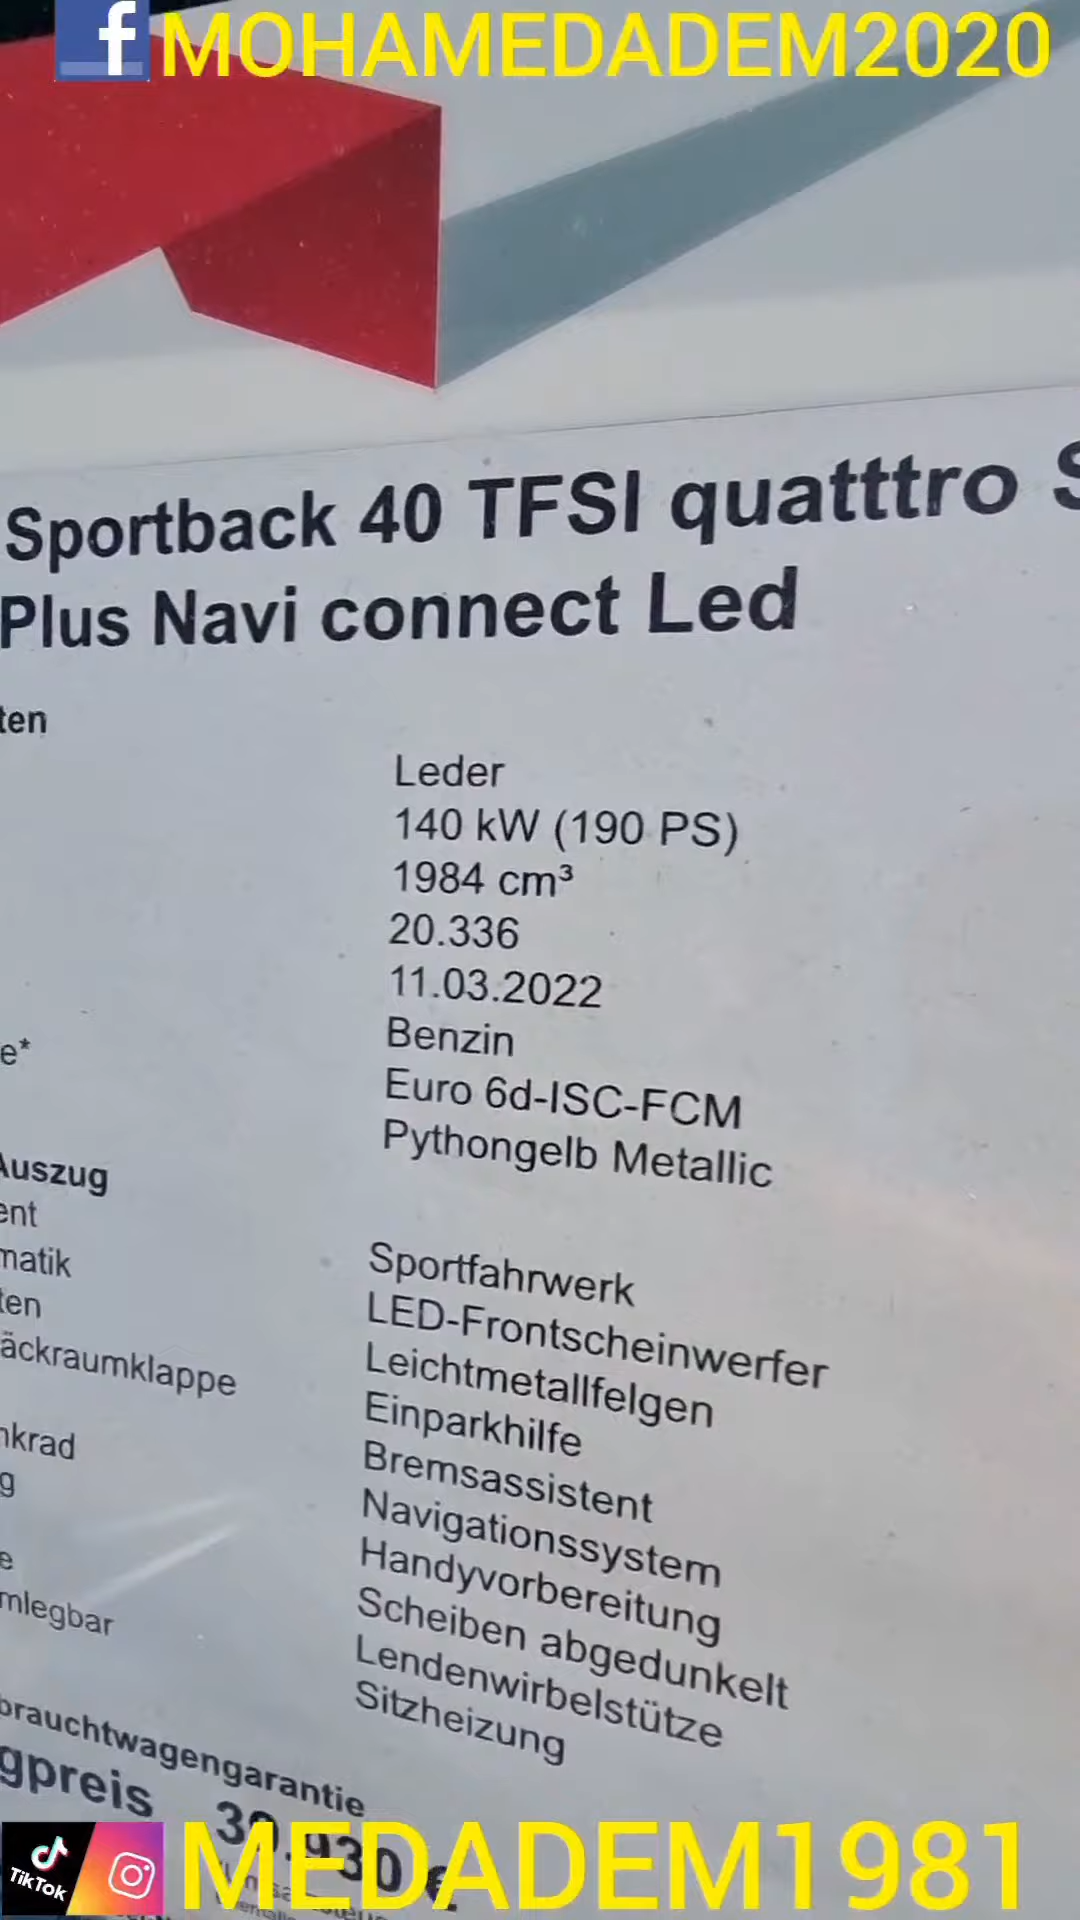 f MOHAMEDADEM2020
Sportback 40 TFSI quatttro S
Plus Navi connect Led
ten
Leder
140 kW (190 PS)
1984 cm³
20.336
11.03.2022
Benzin
e*
Euro 6d-ISC-FCM
Pythongelb Metallic
Auszug
ent
matik
Sportfahrwerk
ten
LED-Frontscheinwerfer
äckraumklappe
Leichtmetallfelgen
Einparkhilfe
nkrad
Bremsassistent
g
Navigationssystem
e
Handyvorbereitung
mlegbar
Scheiben abgedunkelt
Lendenwirbelstütze
Sitzheizung
brauchtwagengarantie
gpreis
TikTok MEDADEM1981